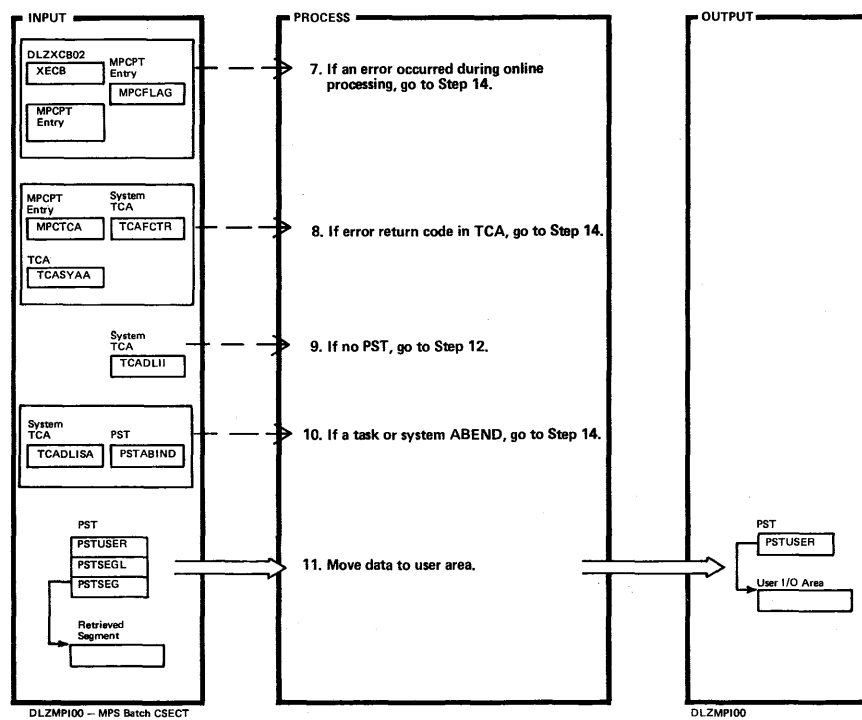 INPUT
PROCESS
OUTPUT
DLZXCB02
XECB
MPCPT
Entry
MPCFLAG
MPCPT
Entry
7. If an error occurred during online
processing, go to Step 14.
MPCPT
Entry
MPCTCA
System
TCA
TCAFCTR
TCA
TCASYAA
8. If error return code in TCA, go to Step 14.
System
TCA
TCADLII
9. If no PST, go to Step 12.
System
TCA
TCADLISA
PST
PSTABIND
10. If a task or system ABEND, go to Step 14.
PST
PSTUSER
PSTSEGL
PSTSEG
Retrieved
Segment
11. Move data to user area.
PST
PSTUSER
User I/O Area
DLZMPI00 – MPS Batch CSECT
DLZMPI00